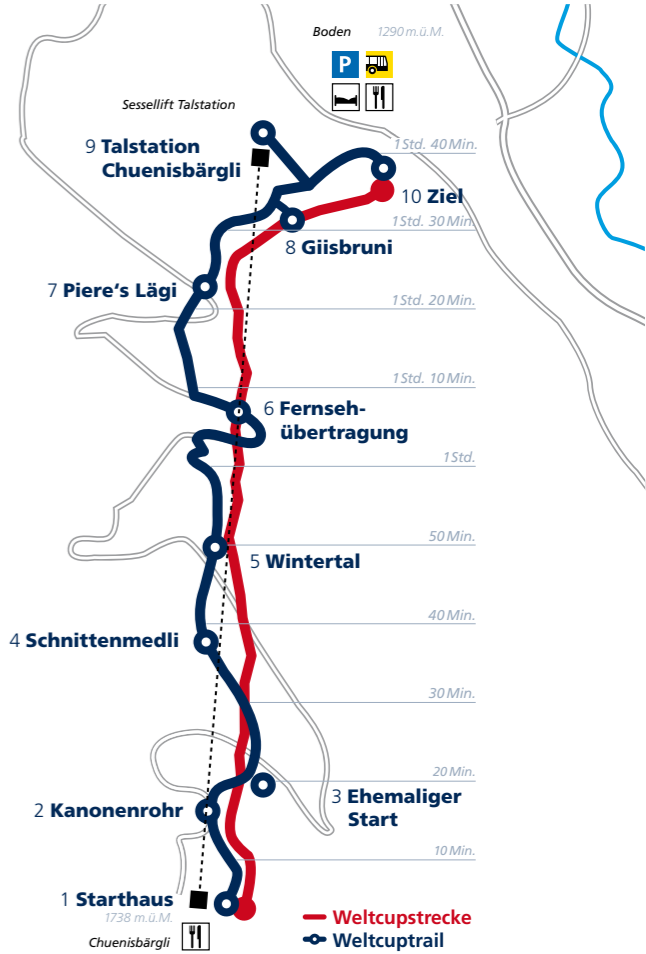 Boden 1290 m.ü.M.
P
Sessellift Talstation
9 Talstation
Chuenisbärgli
1 Std. 40 Min.
10 Ziel
1 Std. 30 Min.
8 Giisbruni
7 Piere's Lägi
1 Std. 20 Min.
1 Std. 10 Min.
6 Fernseh-
übertragung
1 Std.
50 Min.
5 Wintertal
40 Min.
4 Schnittenmedli
30 Min.
20 Min.
3 Ehemaliger
Start
2 Kanonenrohr
10 Min.
1 Starthaus
1738 m.ü.M.
Chuenisbärgli
Weltcupstrecke
Weltcuptrail